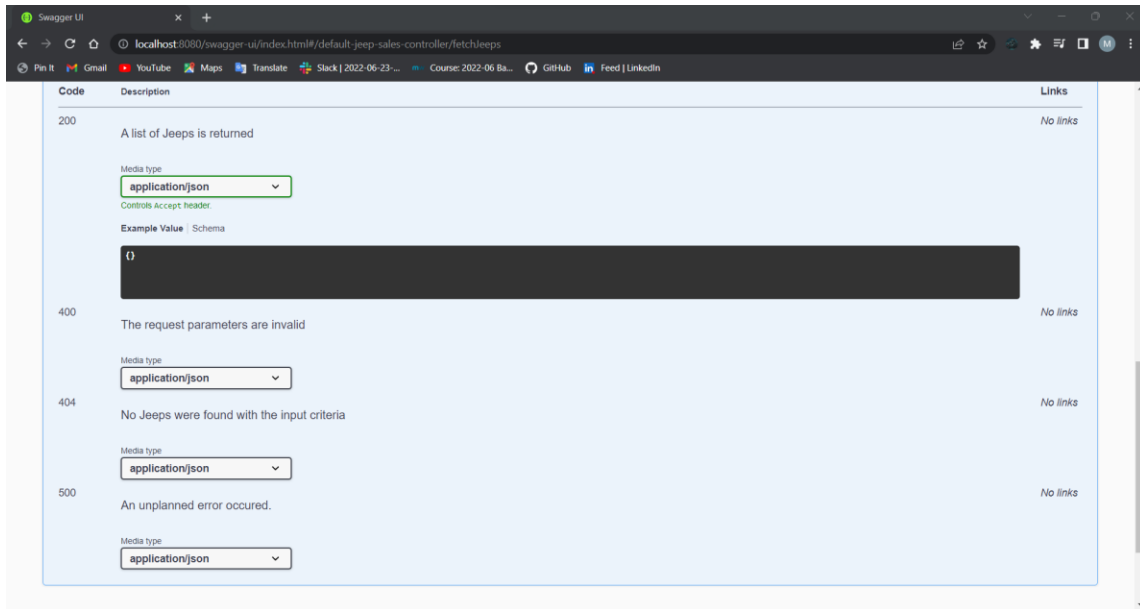 Swagger UI
localhost:8080/swagger-ui/index.html#/default-jeep-sales-controller/fetchJeeps
M
Pin It Gmail YouTube Maps Translate Slack | 2022-06-23-... Course: 2022-06 Ba... GitHub Feed | LinkedIn
Code Description Links
200 No links
A list of Jeeps is returned
Media type
application/json
Controls Accept header.
Example Value Schema
{}
400 No links
The request parameters are invalid
Media type
application/json
404 No links
No Jeeps were found with the input criteria
Media type
application/json
500 No links
An unplanned error occured.
Media type
application/json